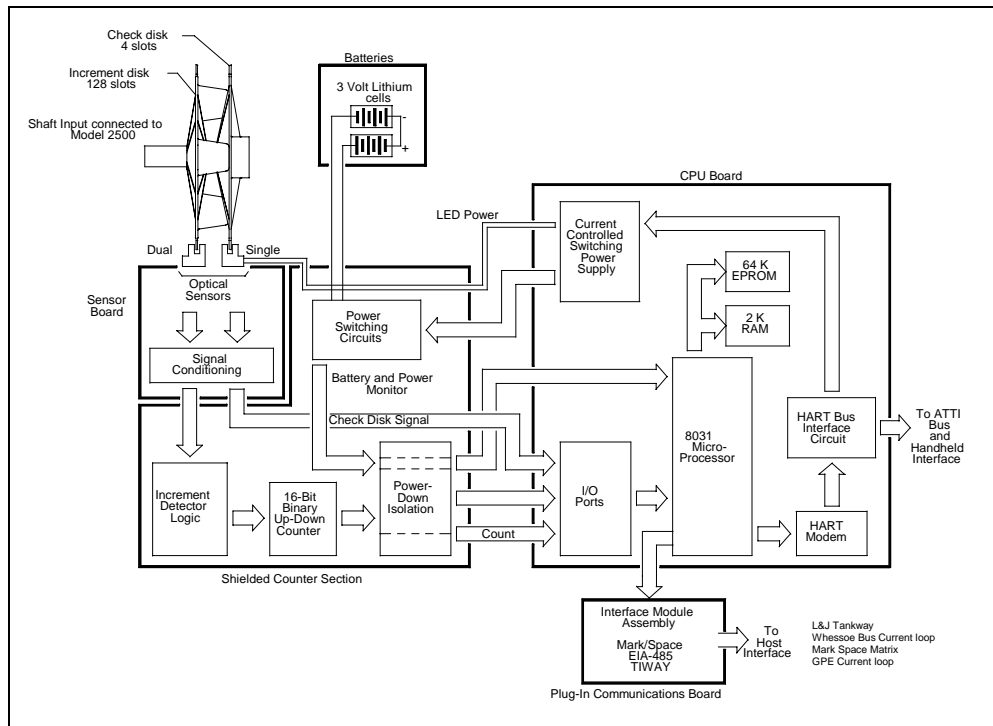 Check disk
4 slots
Increment disk
128 slots
Shaft Input connected to
Model 2500
Batteries
3 Volt Lithium
cells
-
+
CPU Board
LED Power
Dual
Single
Optical
Sensors
Sensor
Board
Signal
Conditioning
Power
Switching
Circuits
Current
Controlled
Switching
Power
Supply
64 K
EPROM
2 K
RAM
Battery and Power
Monitor
Check Disk Signal
8031
Micro-
Processor
HART Bus
Interface
Circuit
To ATTI
Bus
and
Handheld
Interface
Increment
Detector
Logic
16-Bit
Binary
Up-Down
Counter
Power-
Down
Isolation
Count
I/O
Ports
HART
Modem
Shielded Counter Section
Interface Module
Assembly
Mark/Space
EIA-485
TIWAY
To
Host
Interface
L&J Tankway
Whessoe Bus Current loop
Mark Space Matrix
GPE Current loop
Plug-In Communications Board